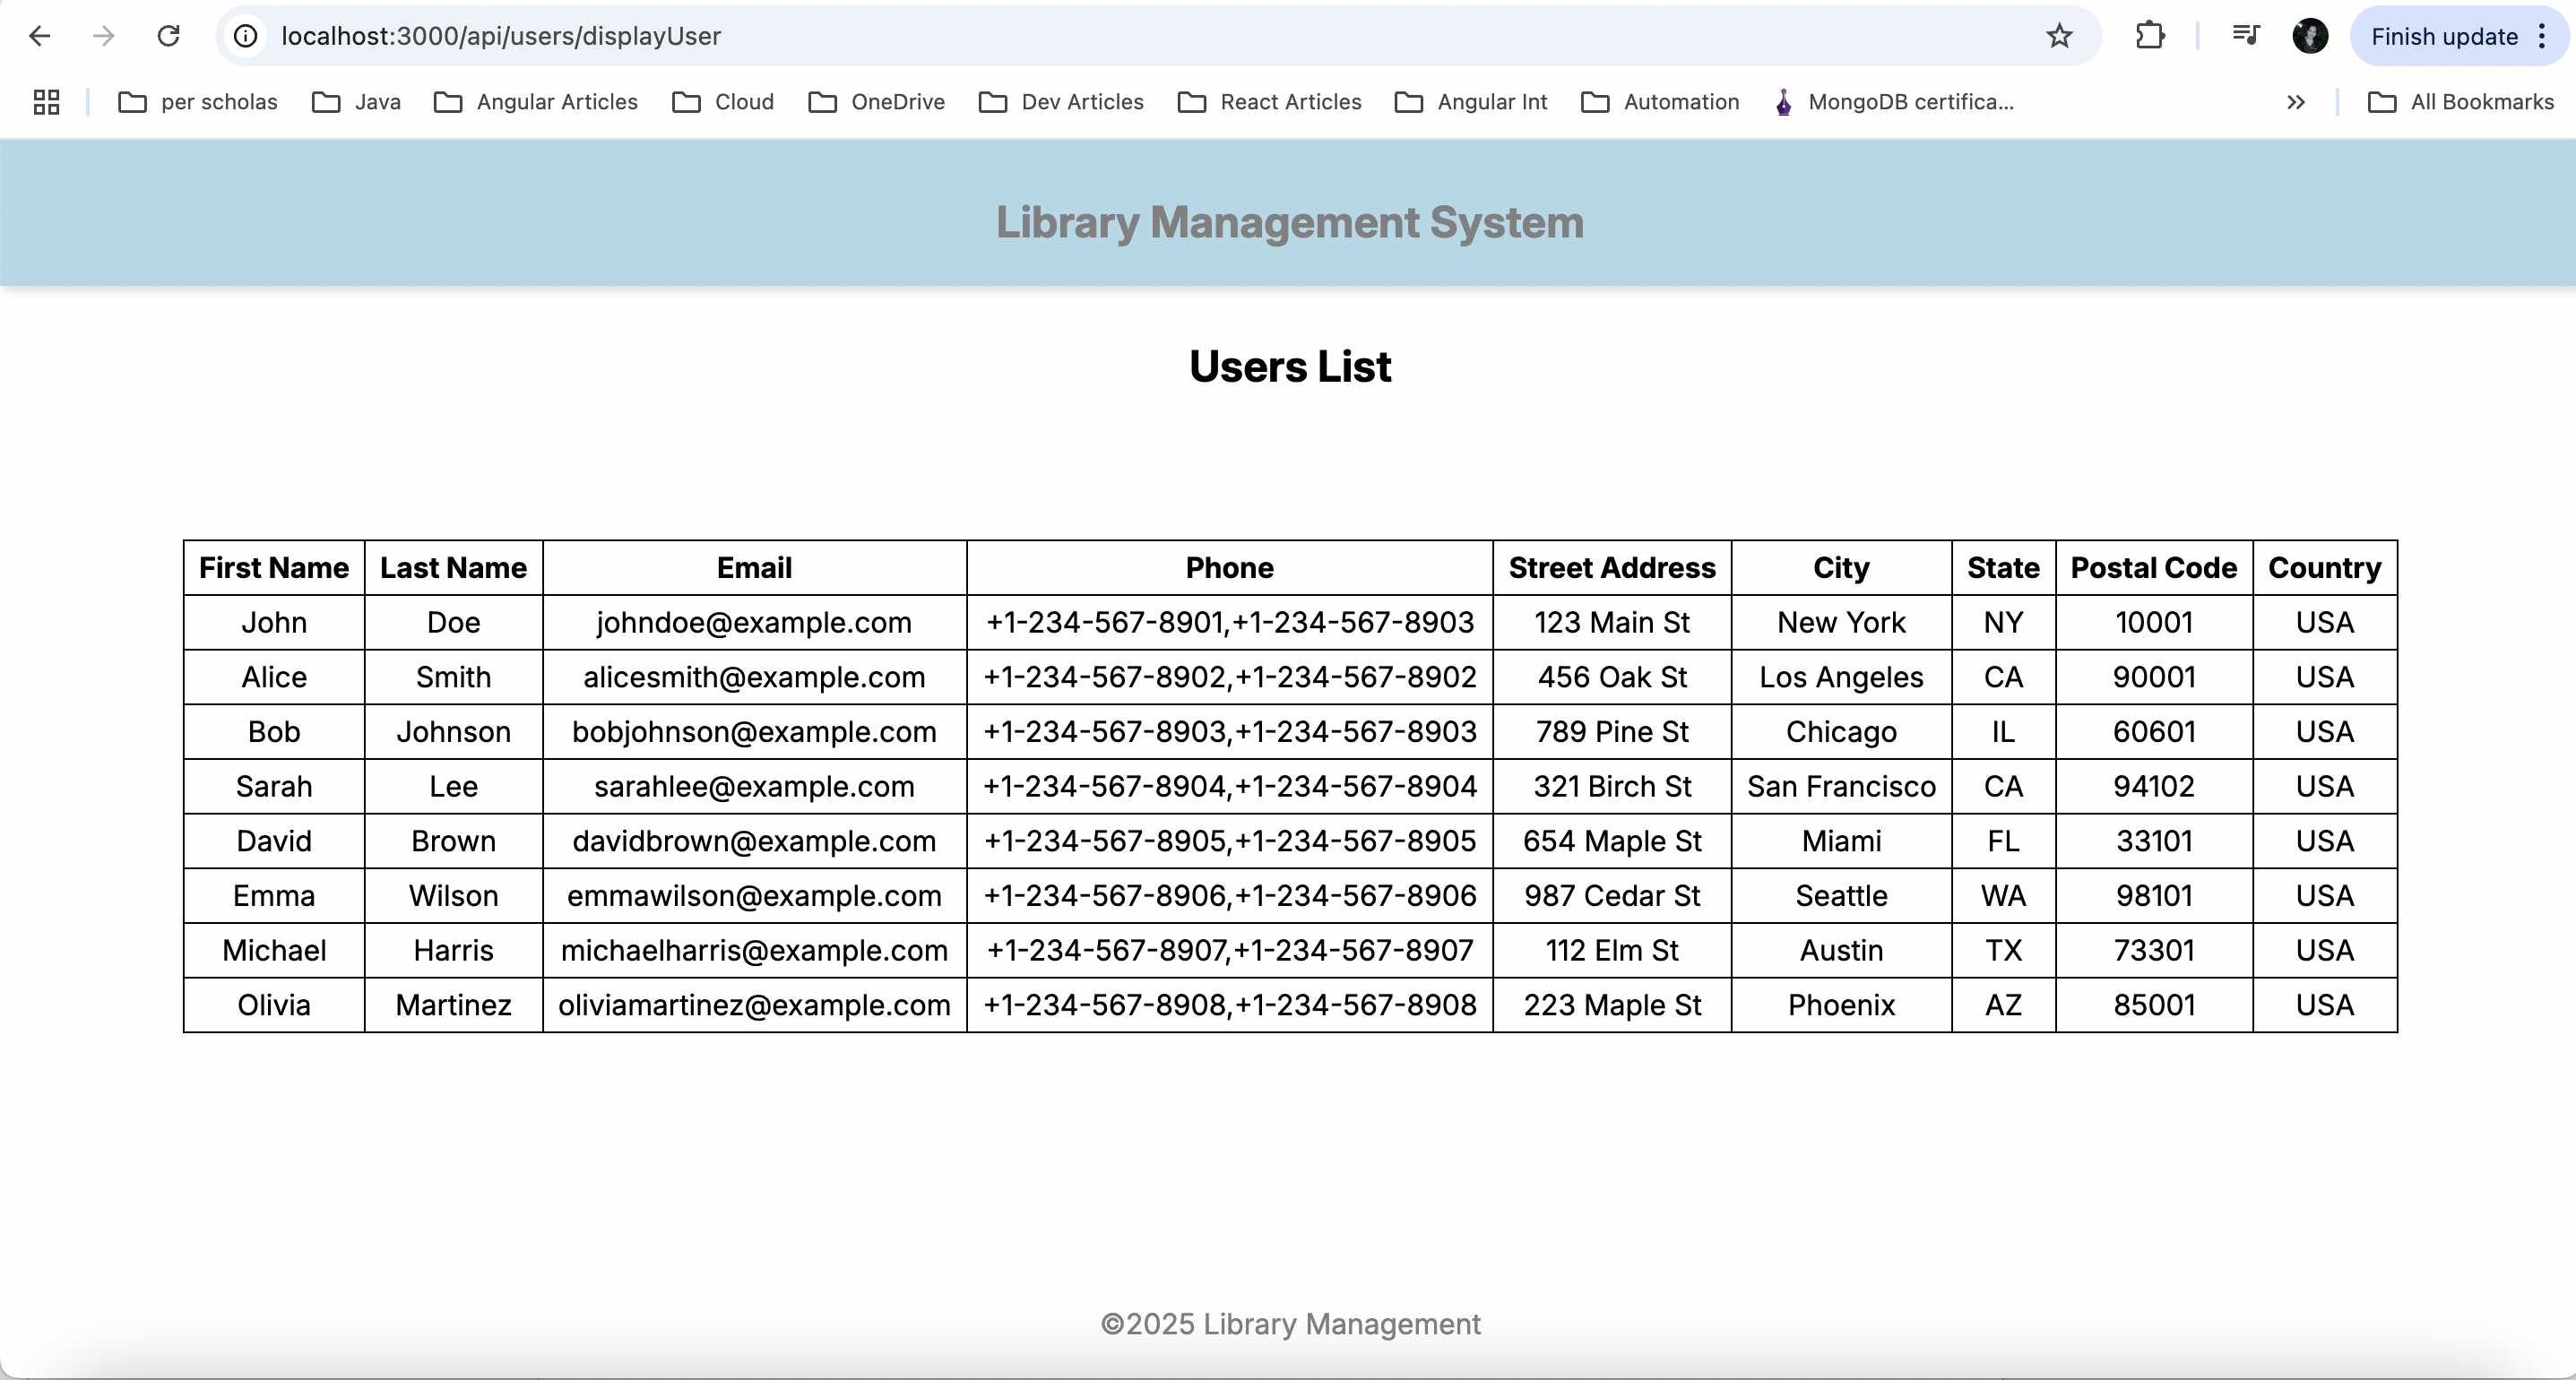 localhost:3000/api/users/displayUser
Finish update
per scholas Java Angular Articles Cloud OneDrive Dev Articles React Articles Angular Int Automation MongoDB certifica... All Bookmarks
Library Management System
Users List
First Name Last Name Email Phone Street Address City State Postal Code Country
John Doe johndoe@example.com +1-234-567-8901,+1-234-567-8903 123 Main St New York NY 10001 USA
Alice Smith alicesmith@example.com +1-234-567-8902,+1-234-567-8902 456 Oak St Los Angeles CA 90001 USA
Bob Johnson bobjohnson@example.com +1-234-567-8903,+1-234-567-8903 789 Pine St Chicago IL 60601 USA
Sarah Lee sarahlee@example.com +1-234-567-8904,+1-234-567-8904 321 Birch St San Francisco CA 94102 USA
David Brown davidbrown@example.com +1-234-567-8905,+1-234-567-8905 654 Maple St Miami FL 33101 USA
Emma Wilson emmawilson@example.com +1-234-567-8906,+1-234-567-8906 987 Cedar St Seattle WA 98101 USA
Michael Harris michaelharris@example.com +1-234-567-8907,+1-234-567-8907 112 Elm St Austin TX 73301 USA
Olivia Martinez oliviamartinez@example.com +1-234-567-8908,+1-234-567-8908 223 Maple St Phoenix AZ 85001 USA
©2025 Library Management